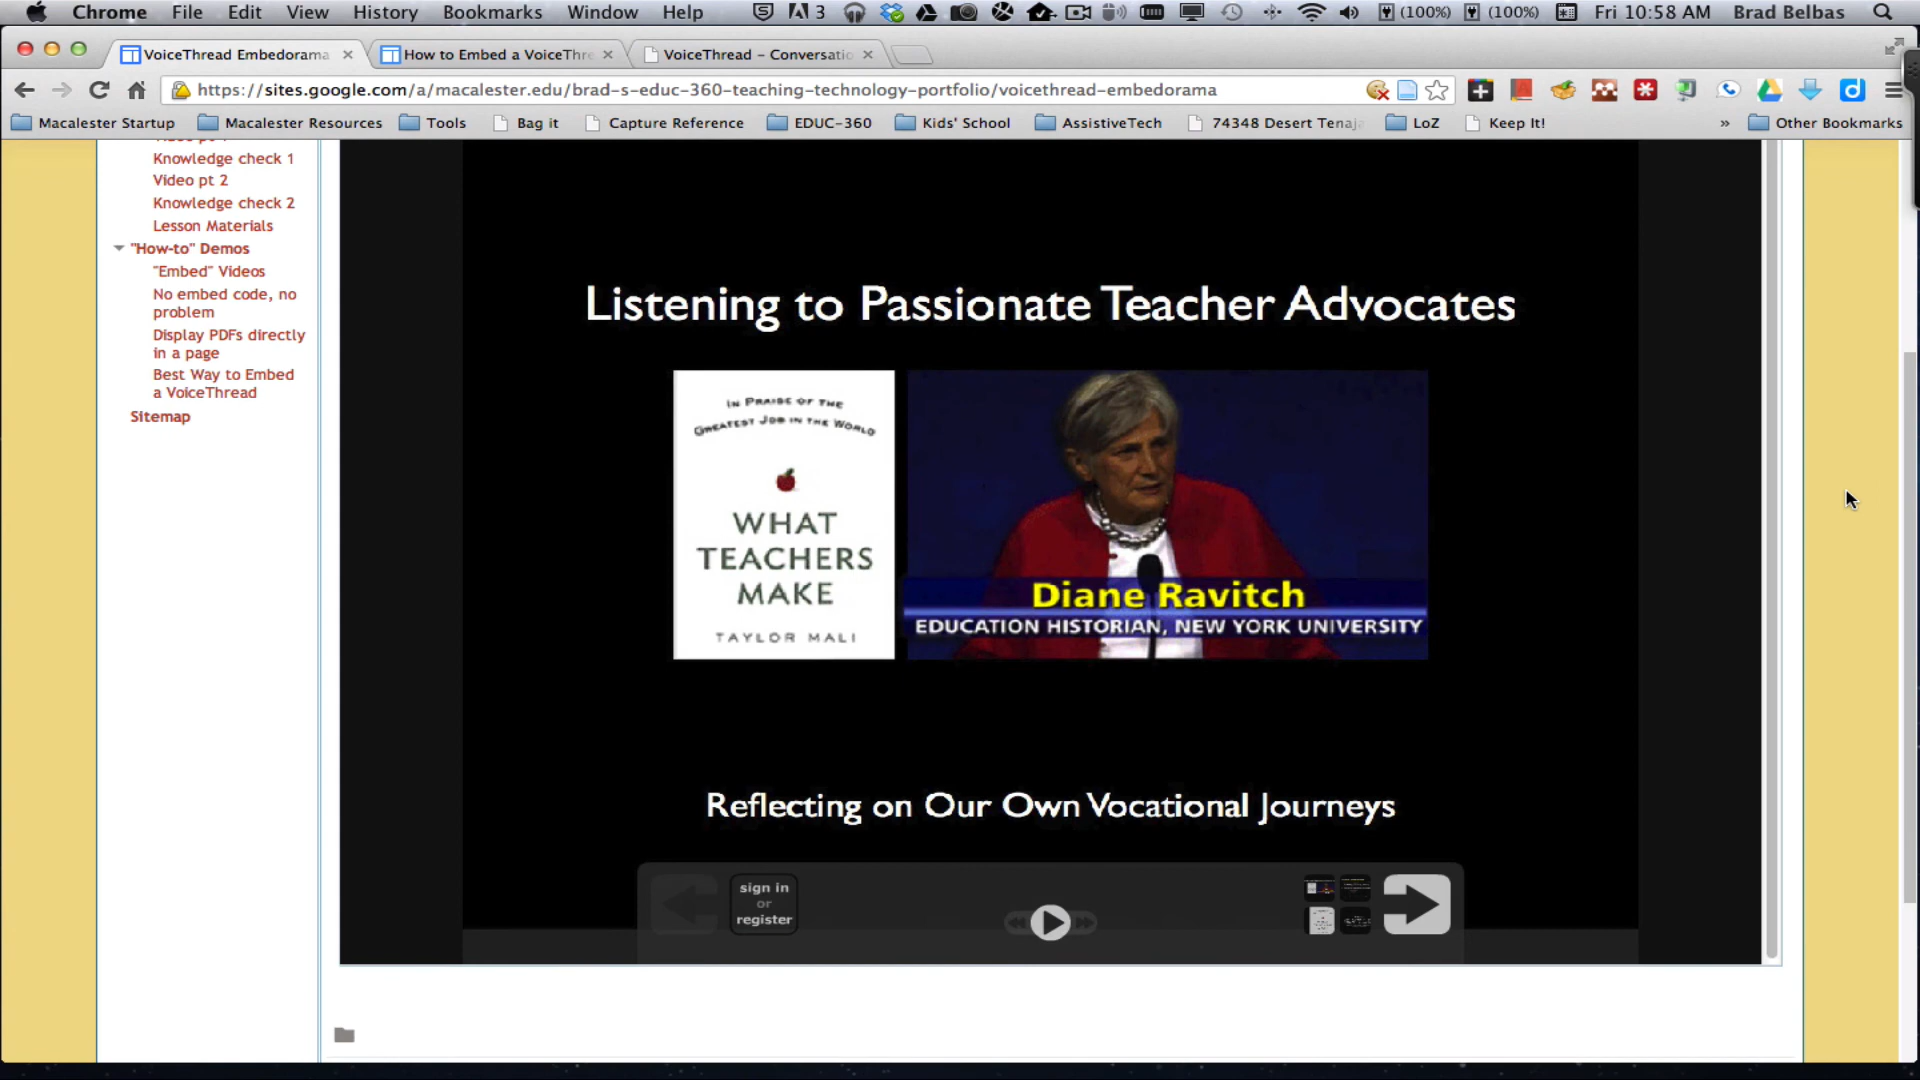 Chrome File Edit View History Bookmarks Window Help 3 (100%) (100%) Fri 10:58 AM Brad Belbas
VoiceThread Embedorama
How to Embed a VoiceThre
VoiceThread – Conversatio
https://sites.google.com/a/macalester.edu/brad-s-educ-360-teaching-technology-portfolio/voicethread-embedorama
Macalester Startup Macalester Resources Tools Bag it Capture Reference EDUC-360 Kids' School AssistiveTech 74348 Desert Tenaja LoZ Keep It! » Other Bookmarks
Knowledge check 1
Video pt 2
Knowledge check 2
Lesson Materials
"How-to" Demos
"Embed" Videos
No embed code, no
problem
Display PDFs directly
in a page
Best Way to Embed
a VoiceThread
Sitemap
Listening to Passionate Teacher Advocates
IN PRAISE OF THE
GREATEST JOB IN THE WORLD
WHAT
TEACHERS
MAKE
TAYLOR MALI
Diane Ravitch
EDUCATION HISTORIAN, NEW YORK UNIVERSITY
Reflecting on Our Own Vocational Journeys
sign in
or
register